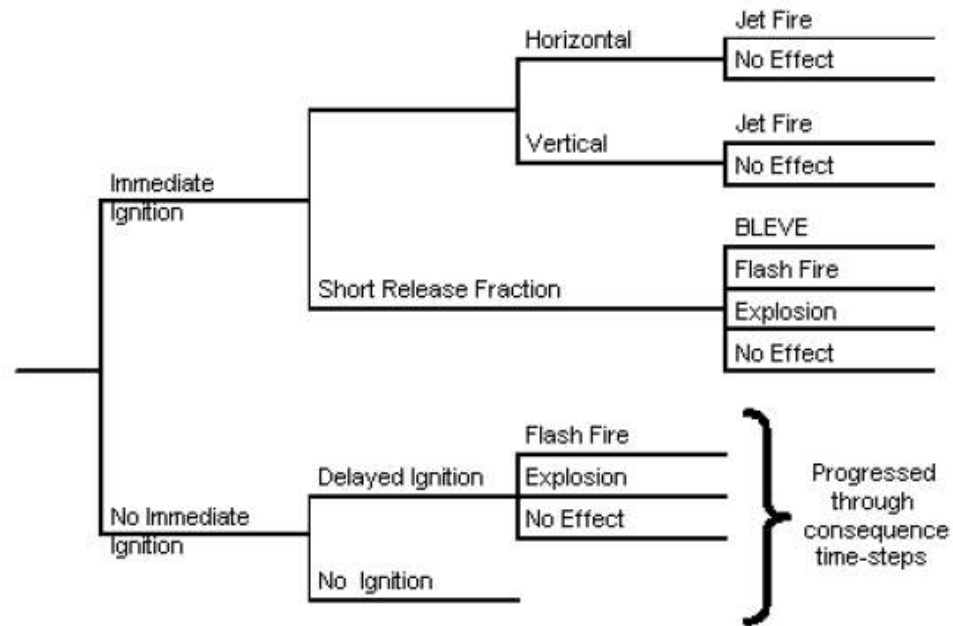 Jet Fire
Horizontal
No Effect
Jet Fire
Vertical
No Effect
Immediate
Ignition
BLEVE
Flash Fire
Short Release Fraction
Explosion
No Effect
Flash Fire
Delayed Ignition
Explosion
No Immediate
Ignition
No Effect
No Ignition
Progressed
through
consequence
time-steps